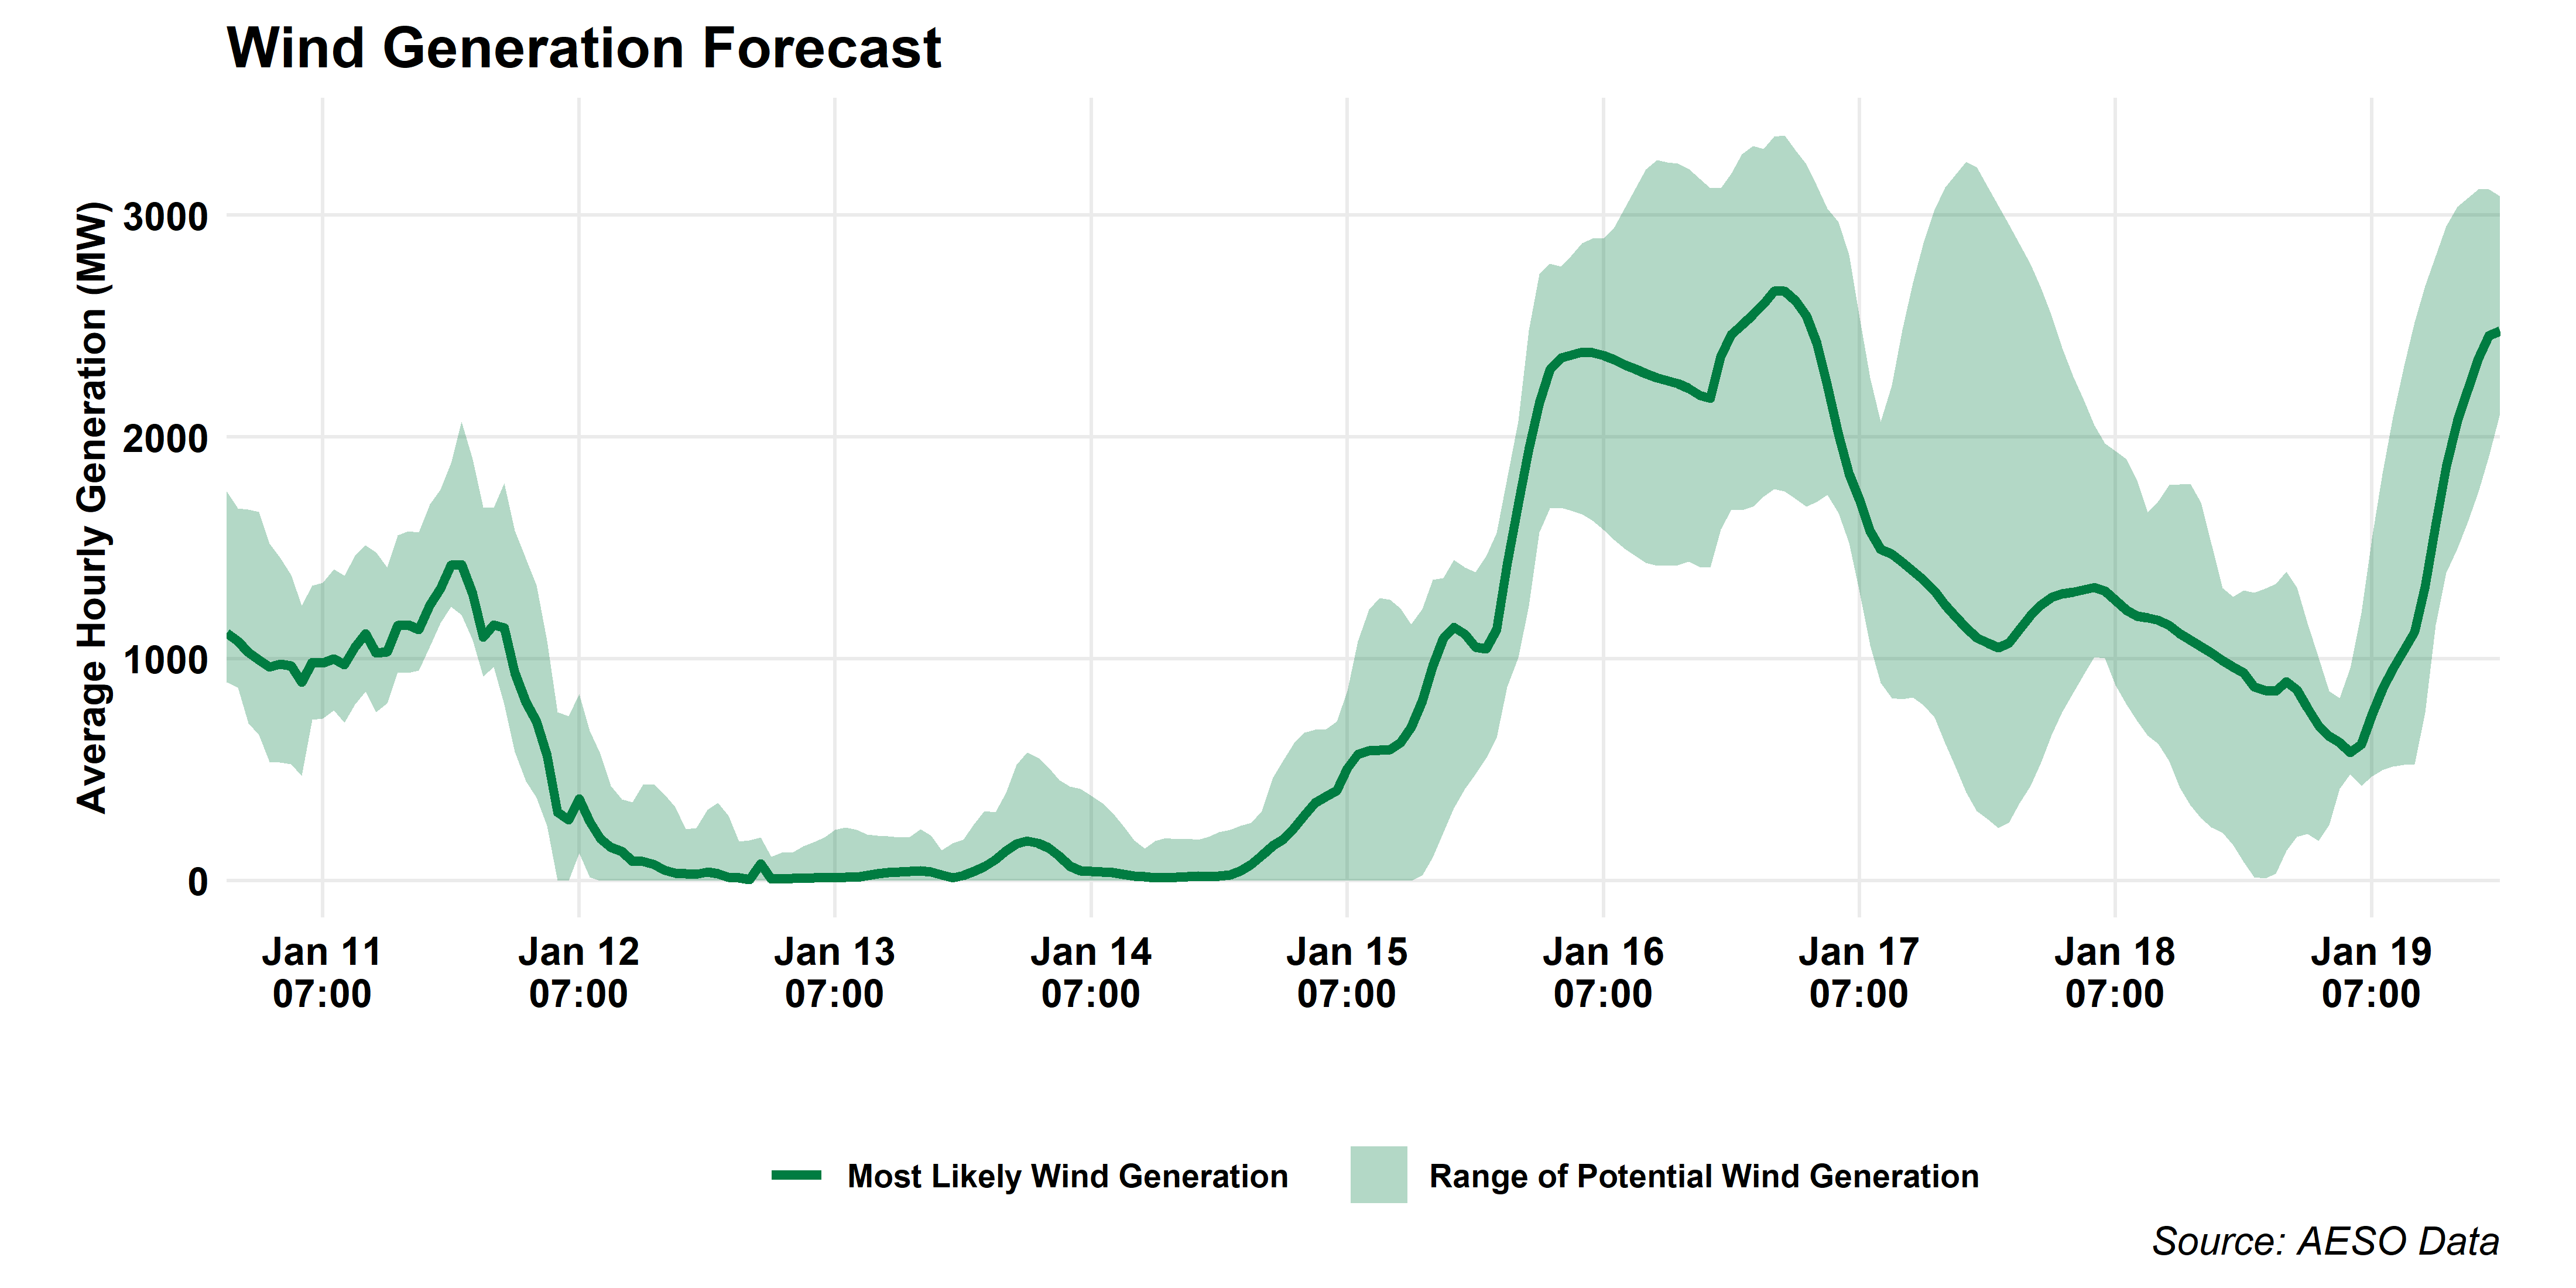 Wind Generation Forecast
Average Hourly Generation (MW)
3000
2000
1000
0
Jan 11
07:00
Jan 12
07:00
Jan 13
07:00
Jan 14
07:00
Jan 15
07:00
Jan 16
07:00
Jan 17
07:00
Jan 18
07:00
Jan 19
07:00
Most Likely Wind Generation
Range of Potential Wind Generation
Source: AESO Data